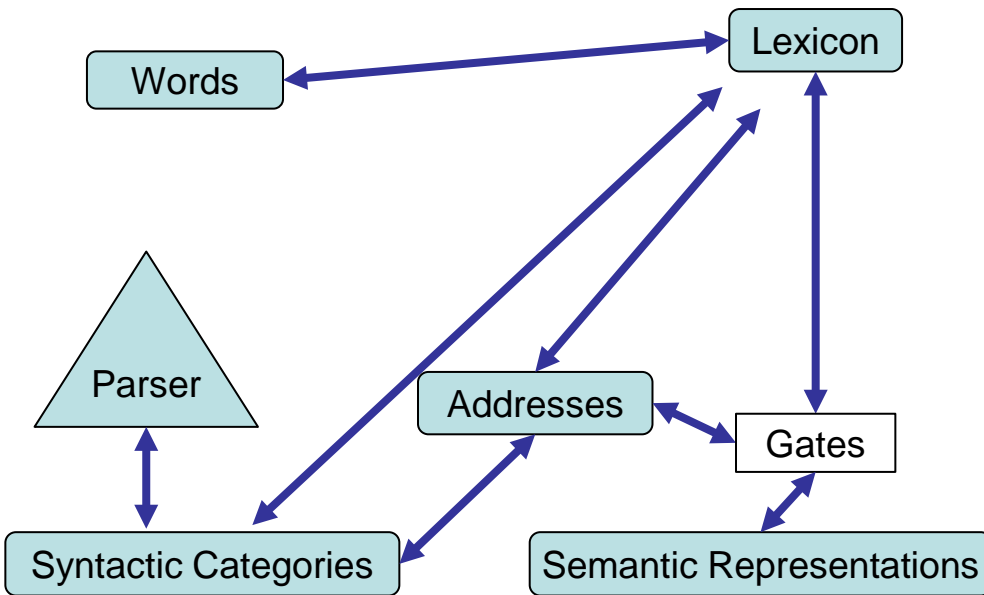 Lexicon
Words
Parser
Addresses
Gates
Syntactic Categories
Semantic Representations